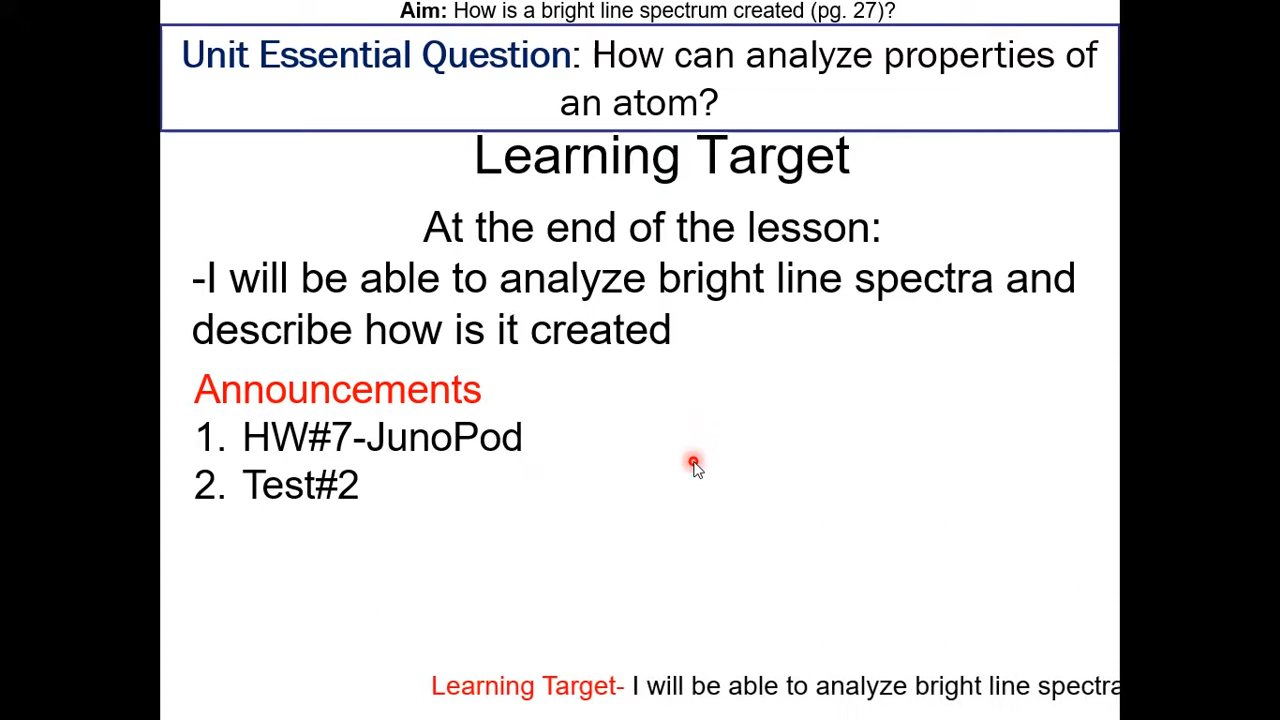 Aim: How is a bright line spectrum created (pg. 27)?
Unit Essential Question: How can analyze properties of
an atom?
Learning Target
At the end of the lesson:
-I will be able to analyze bright line spectra and
describe how is it created
Announcements
1. HW#7-JunoPod
2. Test#2
Learning Target- I will be able to analyze bright line spectra